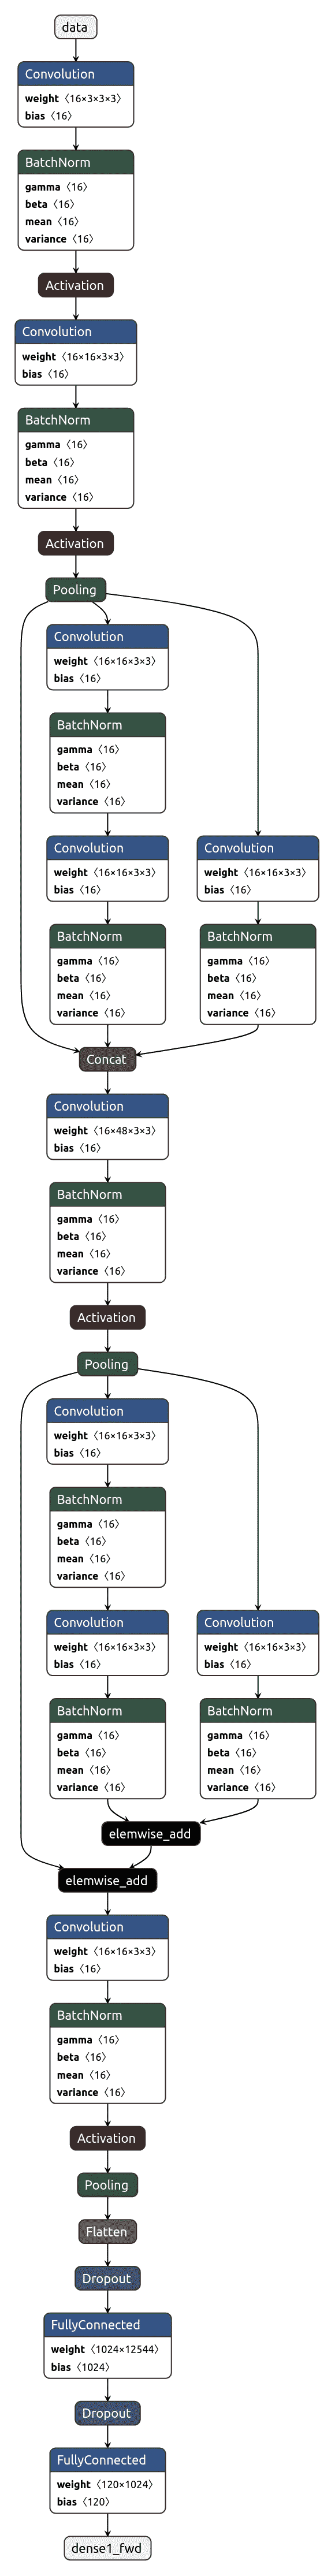 data
Convolution
weight〈16×3×3×3〉
bias〈16〉
BatchNorm
gamma〈16〉
beta〈16〉
mean〈16〉
variance〈16〉
Activation
Convolution
weight〈16×16×3×3〉
bias〈16〉
BatchNorm
gamma〈16〉
beta〈16〉
mean〈16〉
variance〈16〉
Activation
Pooling
Convolution
weight〈16×16×3×3〉
bias〈16〉
BatchNorm
gamma〈16〉
beta〈16〉
mean〈16〉
variance〈16〉
Convolution
weight〈16×16×3×3〉
bias〈16〉
BatchNorm
gamma〈16〉
beta〈16〉
mean〈16〉
variance〈16〉
Convolution
weight〈16×16×3×3〉
bias〈16〉
BatchNorm
gamma〈16〉
beta〈16〉
mean〈16〉
variance〈16〉
Concat
Convolution
weight〈16×48×3×3〉
bias〈16〉
BatchNorm
gamma〈16〉
beta〈16〉
mean〈16〉
variance〈16〉
Activation
Pooling
Convolution
weight〈16×16×3×3〉
bias〈16〉
BatchNorm
gamma〈16〉
beta〈16〉
mean〈16〉
variance〈16〉
Convolution
weight〈16×16×3×3〉
bias〈16〉
BatchNorm
gamma〈16〉
beta〈16〉
mean〈16〉
variance〈16〉
Convolution
weight〈16×16×3×3〉
bias〈16〉
BatchNorm
gamma〈16〉
beta〈16〉
mean〈16〉
variance〈16〉
elemwise_add
elemwise_add
Convolution
weight〈16×16×3×3〉
bias〈16〉
BatchNorm
gamma〈16〉
beta〈16〉
mean〈16〉
variance〈16〉
Activation
Pooling
Flatten
Dropout
FullyConnected
weight〈1024×12544〉
bias〈1024〉
Dropout
FullyConnected
weight〈120×1024〉
bias〈120〉
dense1_fwd